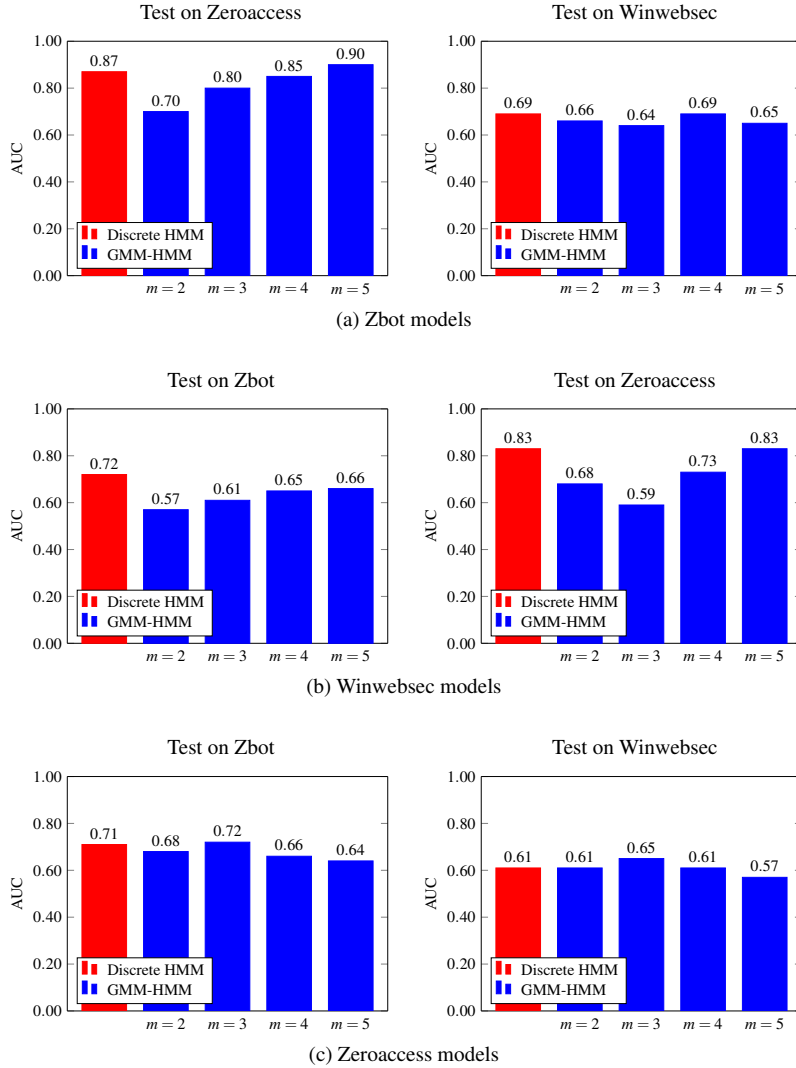 Test on Zeroaccess
Test on Winwebsec
1.00
0.80
0.60
0.40
0.20
0.00
AUC
0.87
0.70
0.80
0.85
0.90
Discrete HMM
GMM-HMM
m = 2
m = 3
m = 4
m = 5
1.00
0.80
0.60
0.40
0.20
0.00
AUC
0.69
0.66
0.64
0.69
0.65
Discrete HMM
GMM-HMM
m = 2
m = 3
m = 4
m = 5
(a) Zbot models
Test on Zbot
Test on Zeroaccess
1.00
0.80
0.60
0.40
0.20
0.00
AUC
0.72
0.57
0.61
0.65
0.66
Discrete HMM
GMM-HMM
m = 2
m = 3
m = 4
m = 5
1.00
0.80
0.60
0.40
0.20
0.00
AUC
0.83
0.68
0.59
0.73
0.83
Discrete HMM
GMM-HMM
m = 2
m = 3
m = 4
m = 5
(b) Winwebsec models
Test on Zbot
Test on Winwebsec
1.00
0.80
0.60
0.40
0.20
0.00
AUC
0.71
0.68
0.72
0.66
0.64
Discrete HMM
GMM-HMM
m = 2
m = 3
m = 4
m = 5
1.00
0.80
0.60
0.40
0.20
0.00
AUC
0.61
0.61
0.65
0.61
0.57
Discrete HMM
GMM-HMM
m = 2
m = 3
m = 4
m = 5
(c) Zeroaccess models